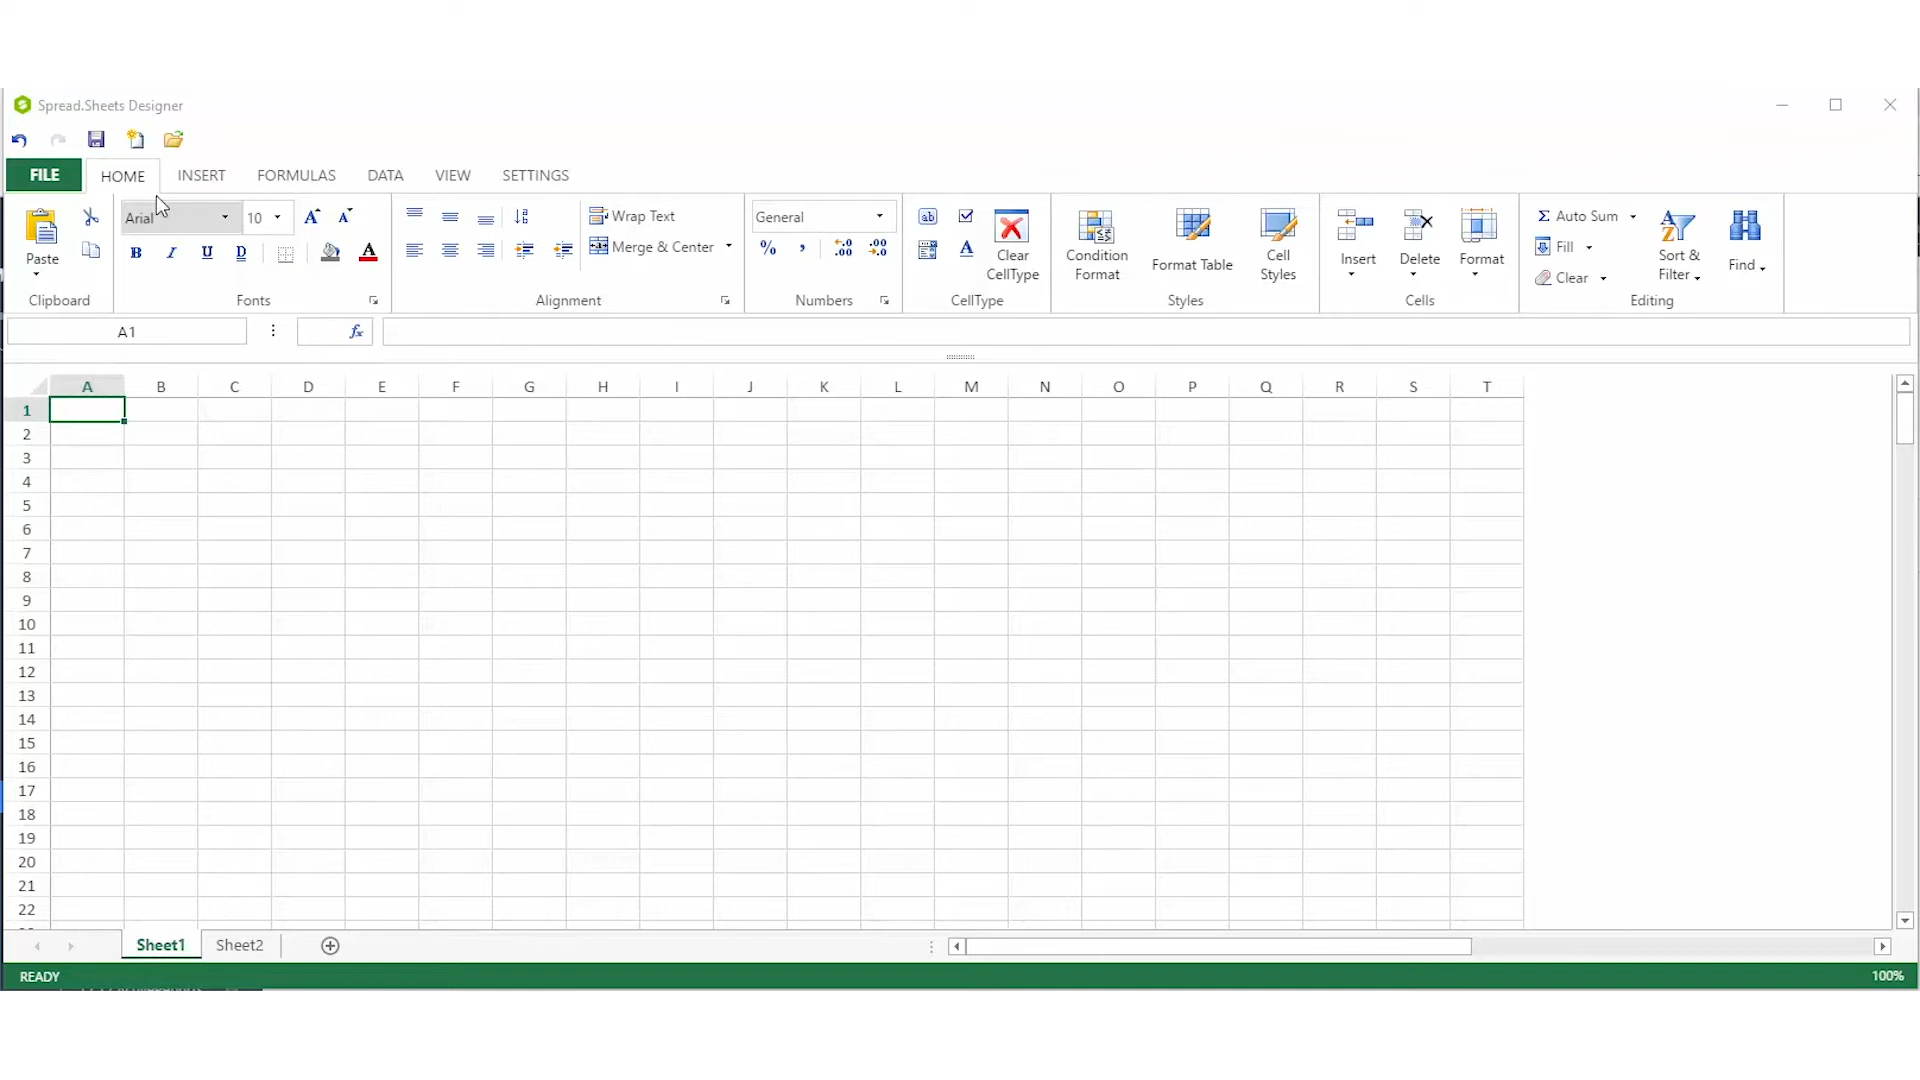 Spread.Sheets Designer
FILE HOME INSERT FORMULAS DATA VIEW SETTINGS
Arial 10 Wrap Text General Auto Sum
B I U D A Merge & Center % , Fill
Paste Clear CellType Condition Format Format Table Cell Styles Insert Delete Format Clear Sort & Filter Find
Clipboard Fonts Alignment Numbers CellType Styles Cells Editing
A1 fx
A B C D E F G H I J K L M N O P Q R S T
1
2
3
4
5
6
7
8
9
10
11
12
13
14
15
16
17
18
19
20
21
22
Sheet1 Sheet2
READY 100%